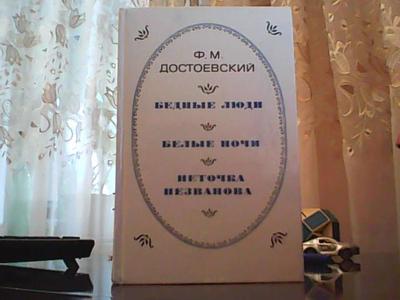 Ф. М.
ДОСТОЕВСКИЙ
БЕДНЫЕ ЛЮДИ
БЕЛЫЕ НОЧИ
НЕТОЧКА
НЕЗВАНОВА